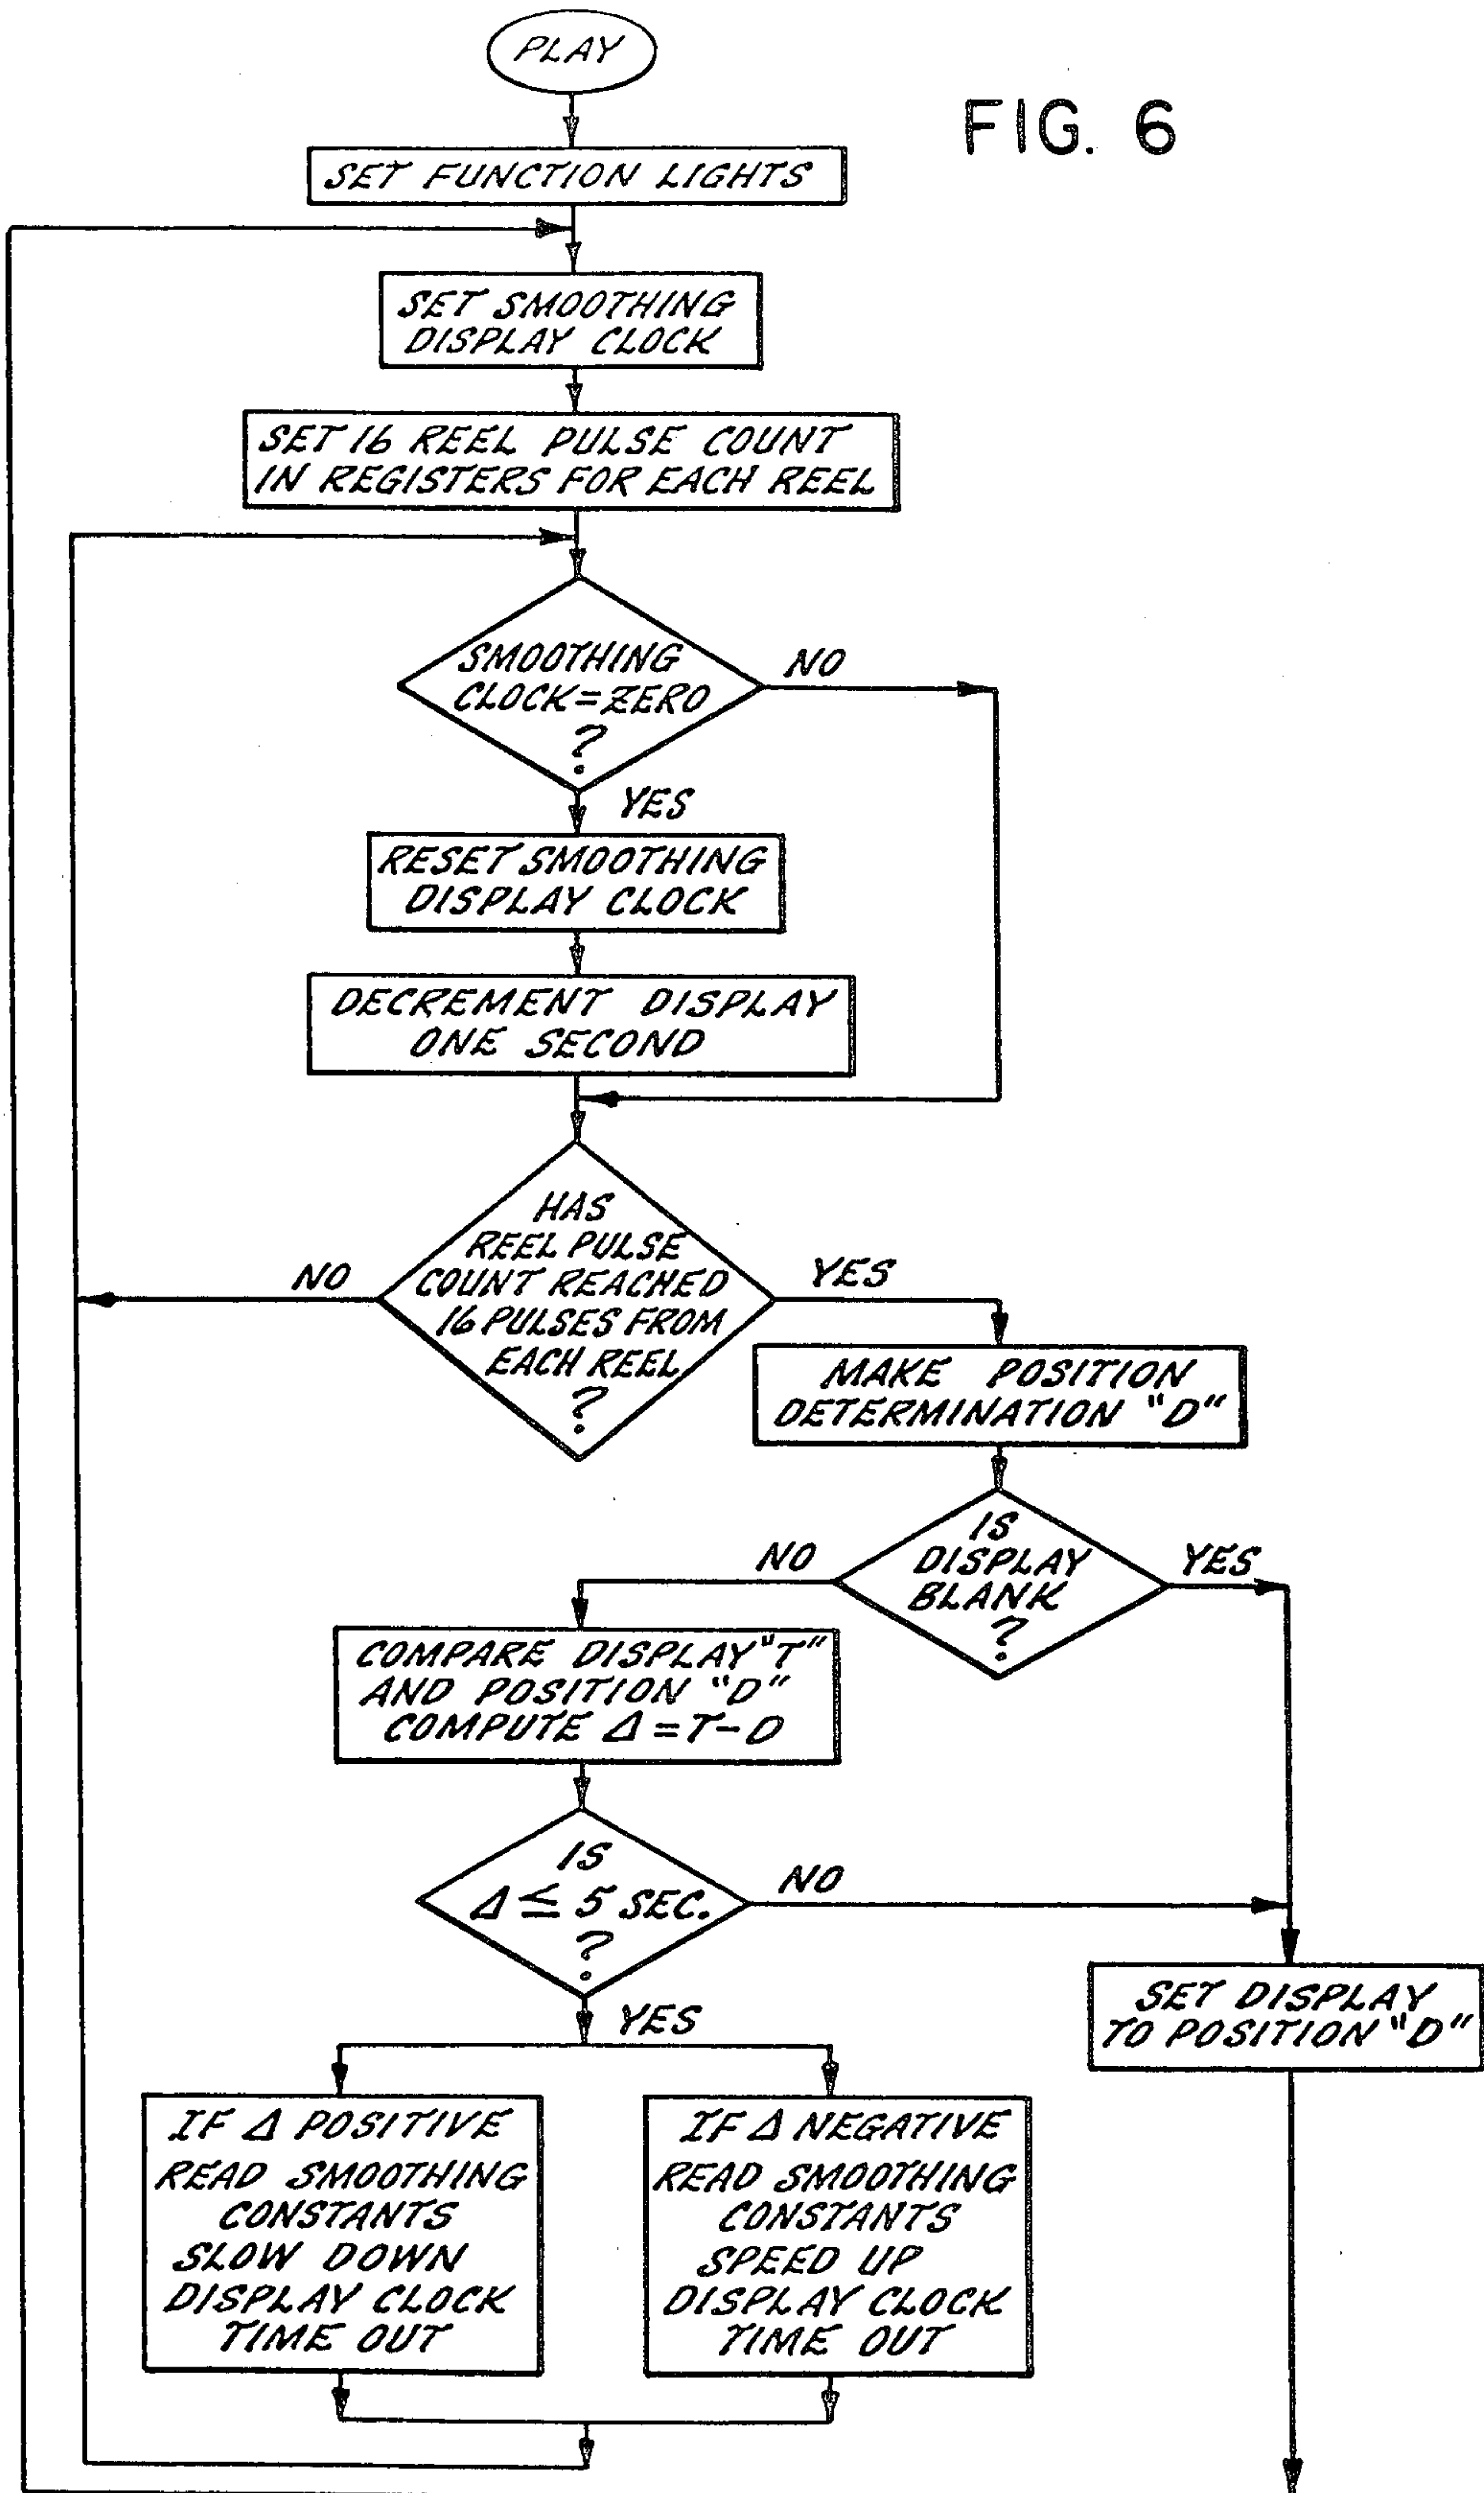 PLAY
FIG. 6
SET FUNCTION LIGHTS
SET SMOOTHING
DISPLAY CLOCK
SET 16 REEL PULSE COUNT
IN REGISTERS FOR EACH REEL
SMOOTHING
CLOCK=ZERO
?
NO
YES
RESET SMOOTHING
DISPLAY CLOCK
DECREMENT DISPLAY
ONE SECOND
HAS
REEL PULSE
COUNT REACHED
16 PULSES FROM
EACH REEL
?
NO
YES
MAKE POSITION
DETERMINATION "D"
IS
DISPLAY
BLANK
?
NO
YES
COMPARE DISPLAY "T"
AND POSITION "D"
COMPUTE Δ=T-D
IS
Δ ≤ 5 SEC.
?
NO
YES
SET DISPLAY
TO POSITION "D"
IF Δ POSITIVE
READ SMOOTHING
CONSTANTS
SLOW DOWN
DISPLAY CLOCK
TIME OUT
IF Δ NEGATIVE
READ SMOOTHING
CONSTANTS
SPEED UP
DISPLAY CLOCK
TIME OUT